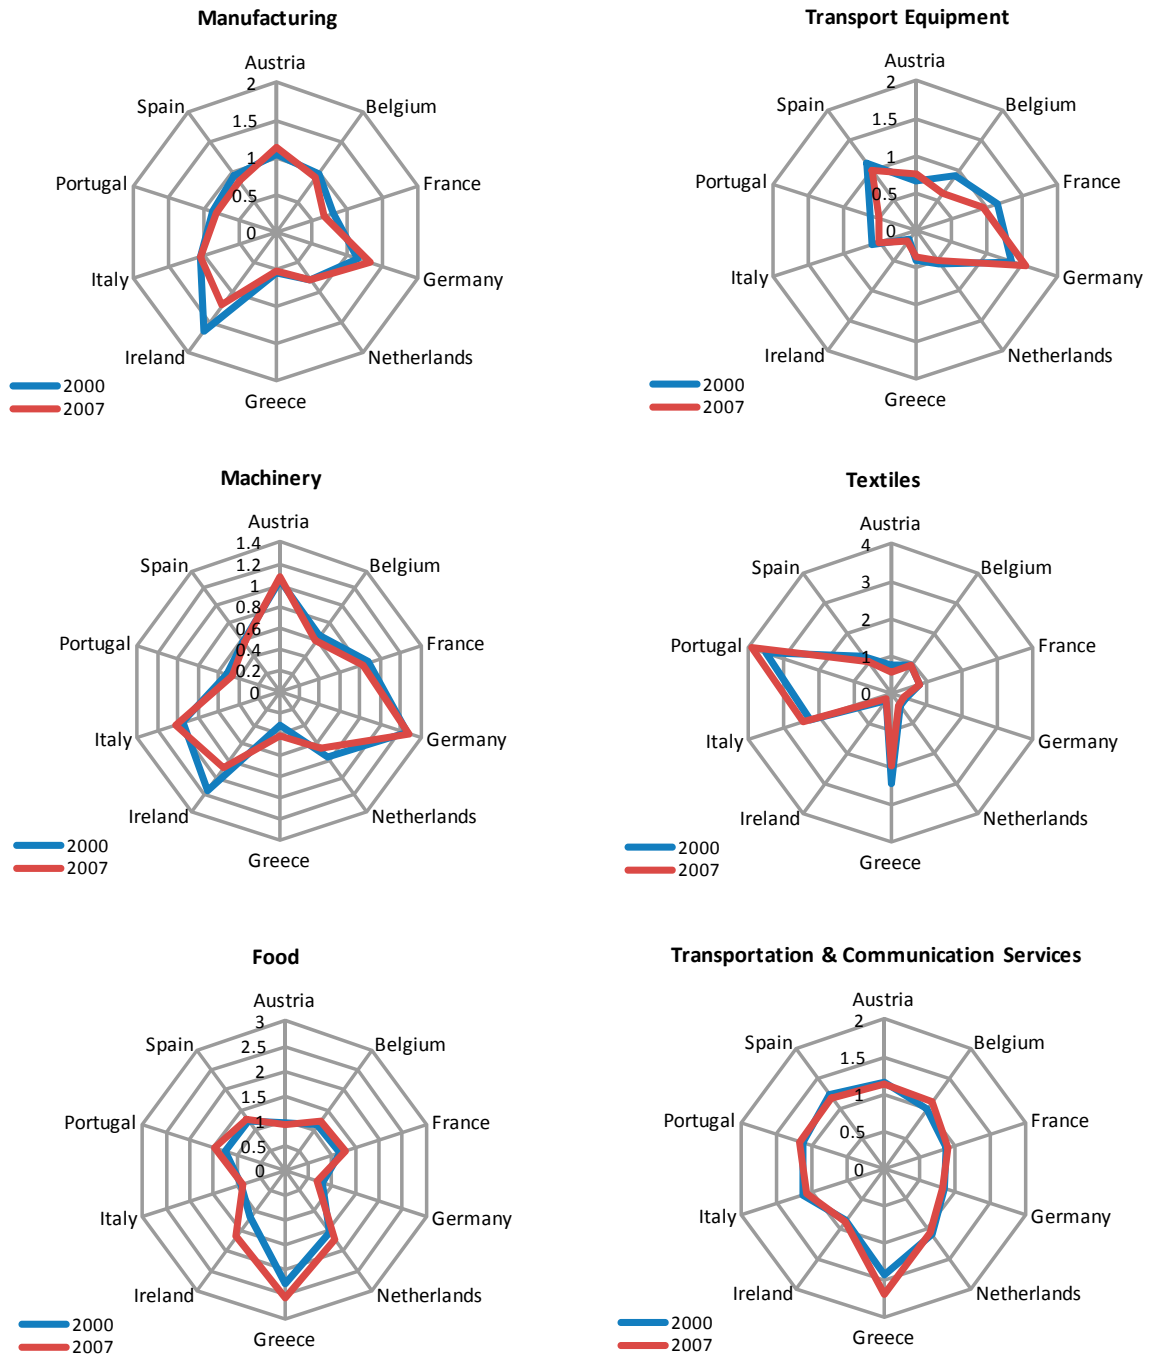 Manufacturing
Austria
Belgium
France
Germany
Netherlands
Greece
Ireland
Italy
Portugal
Spain
2
1.5
1
0.5
0
2000
2007
Transport Equipment
Austria
Belgium
France
Germany
Netherlands
Greece
Ireland
Italy
Portugal
Spain
2
1.5
1
0.5
0
2000
2007
Machinery
Austria
Belgium
France
Germany
Netherlands
Greece
Ireland
Italy
Portugal
Spain
1.4
1.2
1
0.8
0.6
0.4
0.2
0
2000
2007
Textiles
Austria
Belgium
France
Germany
Netherlands
Greece
Ireland
Italy
Portugal
Spain
4
3
2
1
0
2000
2007
Food
Austria
Belgium
France
Germany
Netherlands
Greece
Ireland
Italy
Portugal
Spain
3
2.5
2
1.5
1
0.5
0
2000
2007
Transportation & Communication Services
Austria
Belgium
France
Germany
Netherlands
Greece
Ireland
Italy
Portugal
Spain
2
1.5
1
0.5
0
2000
2007